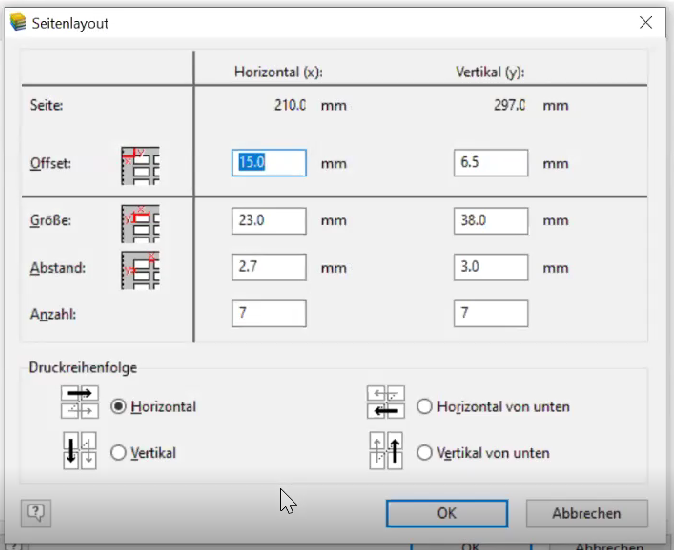 Seitenlayout
Horizontal (x): Vertikal (y):
Seite: 210.0 mm 297.0 mm
Offset: 15.0 mm 6.5 mm
Größe: 23.0 mm 38.0 mm
Abstand: 2.7 mm 3.0 mm
Anzahl: 7 7
Druckreihenfolge
Horizontal Horizontal von unten
Vertikal Vertikal von unten
? OK Abbrechen
? OK Abbrechen